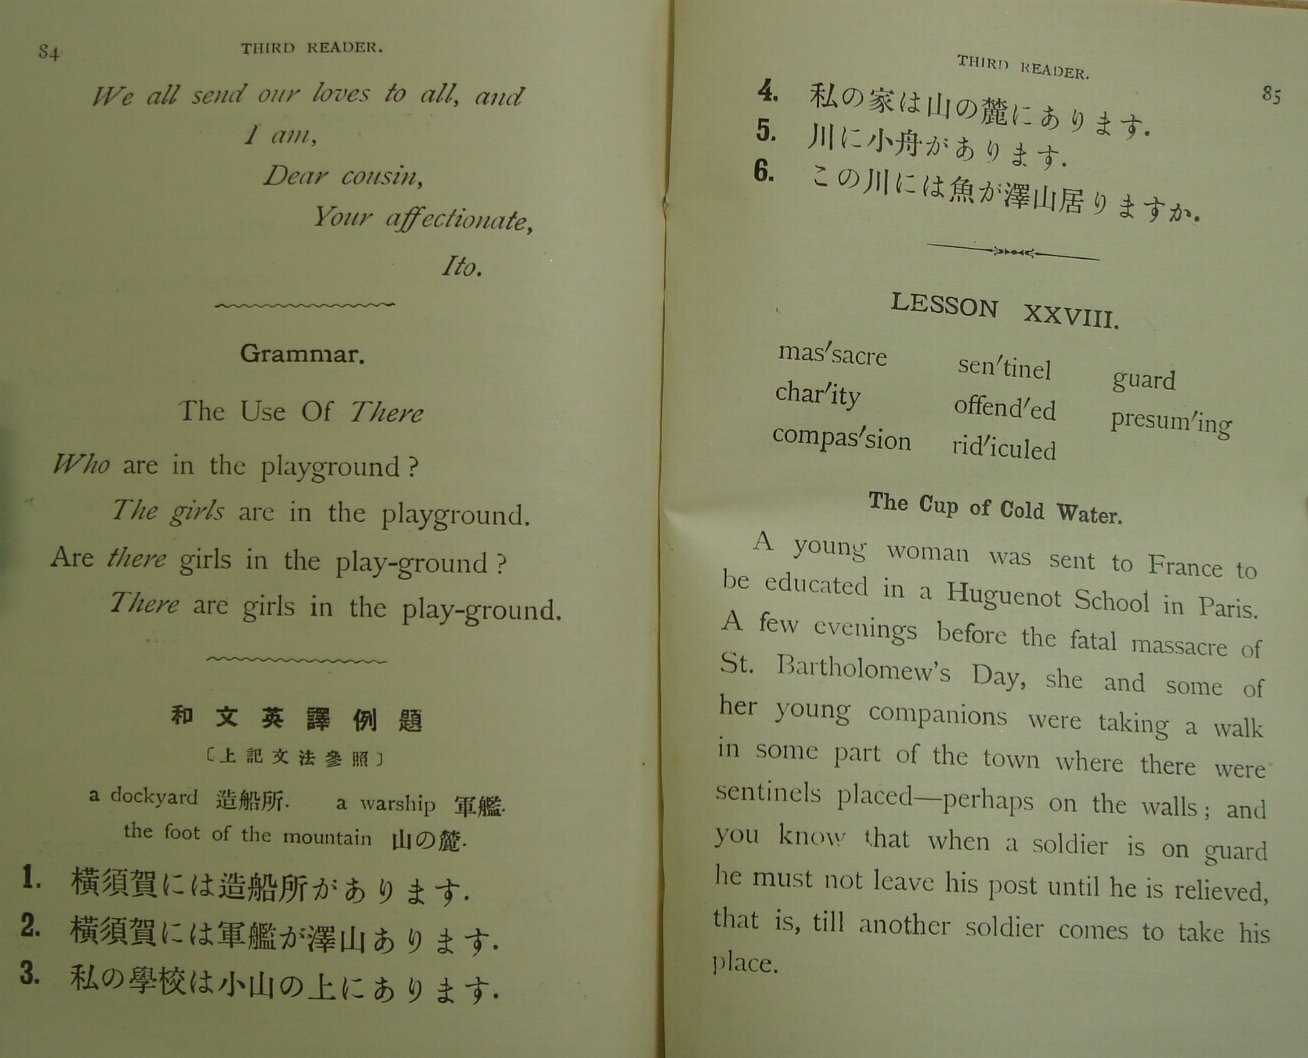 84
THIRD READER.
We all send our loves to all, and
I am,
Dear cousin,
Your affectionate,
Ito.
Grammar.
The Use Of There
Who are in the playground?
The girls are in the playground.
Are there girls in the play-ground?
There are girls in the play-ground.
和文英譯例題
〔上記文法參照〕
a dockyard 造船所. a warship 軍艦.
the foot of the mountain 山の麓.
1. 橫須賀には造船所があります.
2. 橫須賀には軍艦が澤山あります.
3. 私の學校は小山の上にあります.
THIRD READER.
85
4. 私の家は山の麓にあります.
5. 川に小舟があります.
6. この川には魚が澤山居りますか.
LESSON XXVIII.
mas′sacre sen′tinel guard
char′ity offend′ed presum′ing
compas′sion rid′iculed
The Cup of Cold Water.
A young woman was sent to France to
be educated in a Huguenot School in Paris.
A few evenings before the fatal massacre of
St. Bartholomew's Day, she and some of
her young companions were taking a walk
in some part of the town where there were
sentinels placed—perhaps on the walls; and
you know that when a soldier is on guard
he must not leave his post until he is relieved,
that is, till another soldier comes to take his
place.